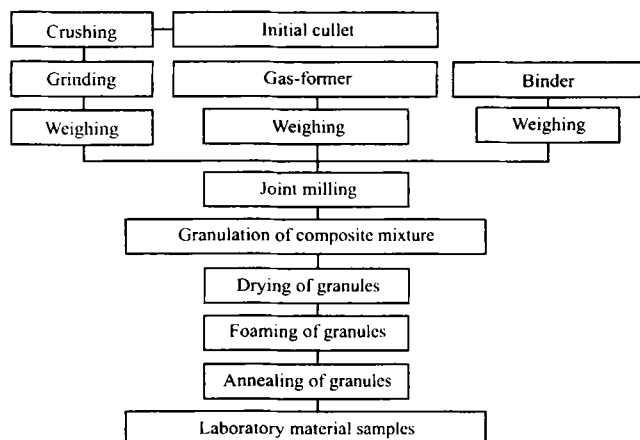 Crushing
Initial cullet
Grinding
Gas-former
Binder
Weighing
Weighing
Weighing
Joint milling
Granulation of composite mixture
Drying of granules
Foaming of granules
Annealing of granules
Laboratory material samples